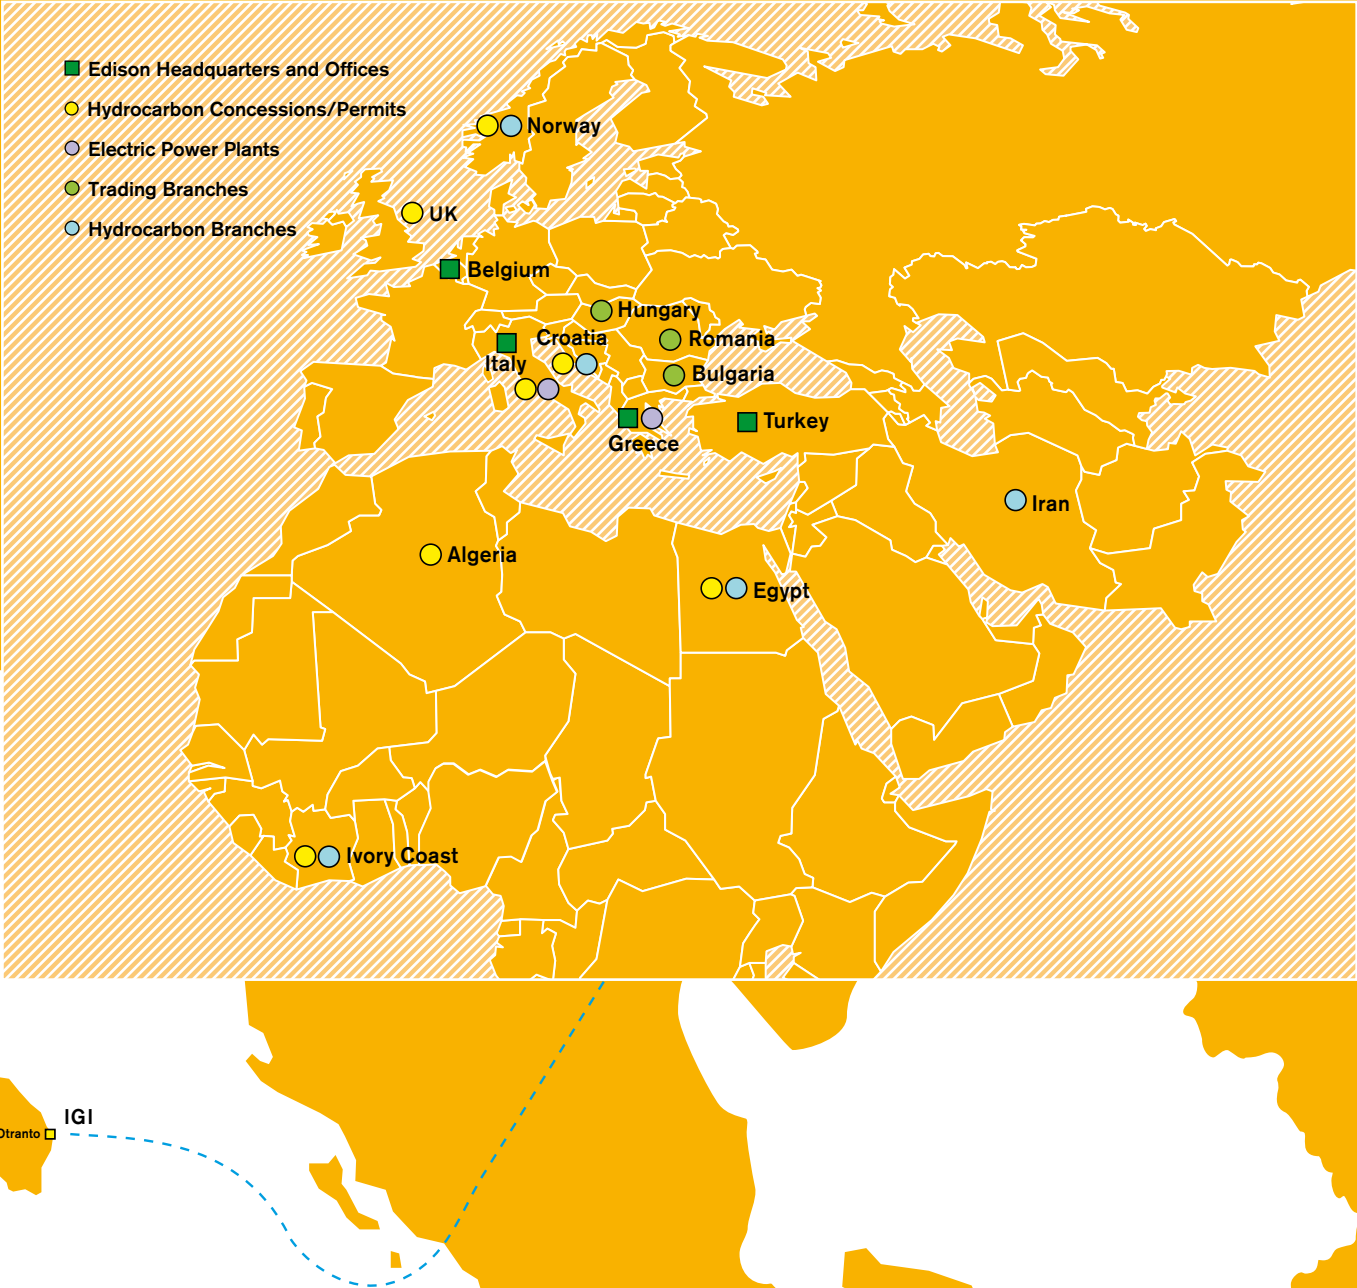 Edison Headquarters and Offices
Hydrocarbon Concessions/Permits
Electric Power Plants
Trading Branches
Hydrocarbon Branches
Norway
UK
Belgium
Hungary
Croatia
Romania
Italy
Bulgaria
Turkey
Greece
Iran
Algeria
Egypt
Ivory Coast
IGI
Otranto